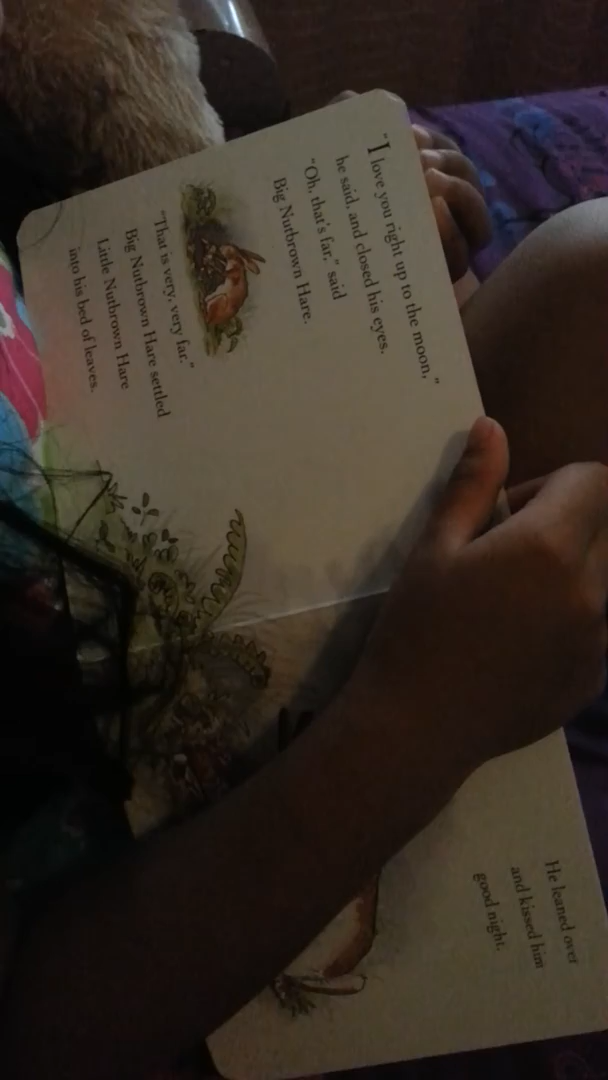 "I love you right up to the moon,"
he said, and closed his eyes.
"Oh, that's far," said
Big Nutbrown Hare.
"That is very, very far."
Big Nutbrown Hare settled
Little Nutbrown Hare
into his bed of leaves.
He leaned over
and kissed him
good night.